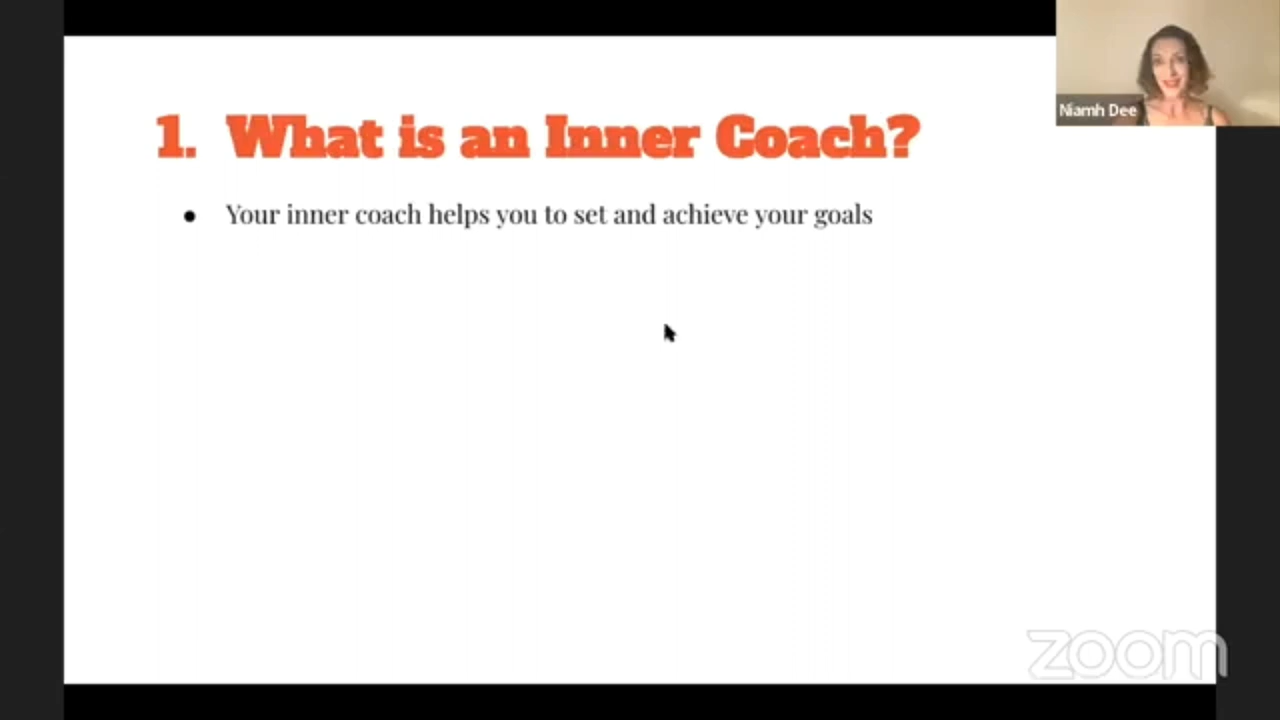 Niamh Dee
1. What is an Inner Coach?
● Your inner coach helps you to set and achieve your goals
zoom